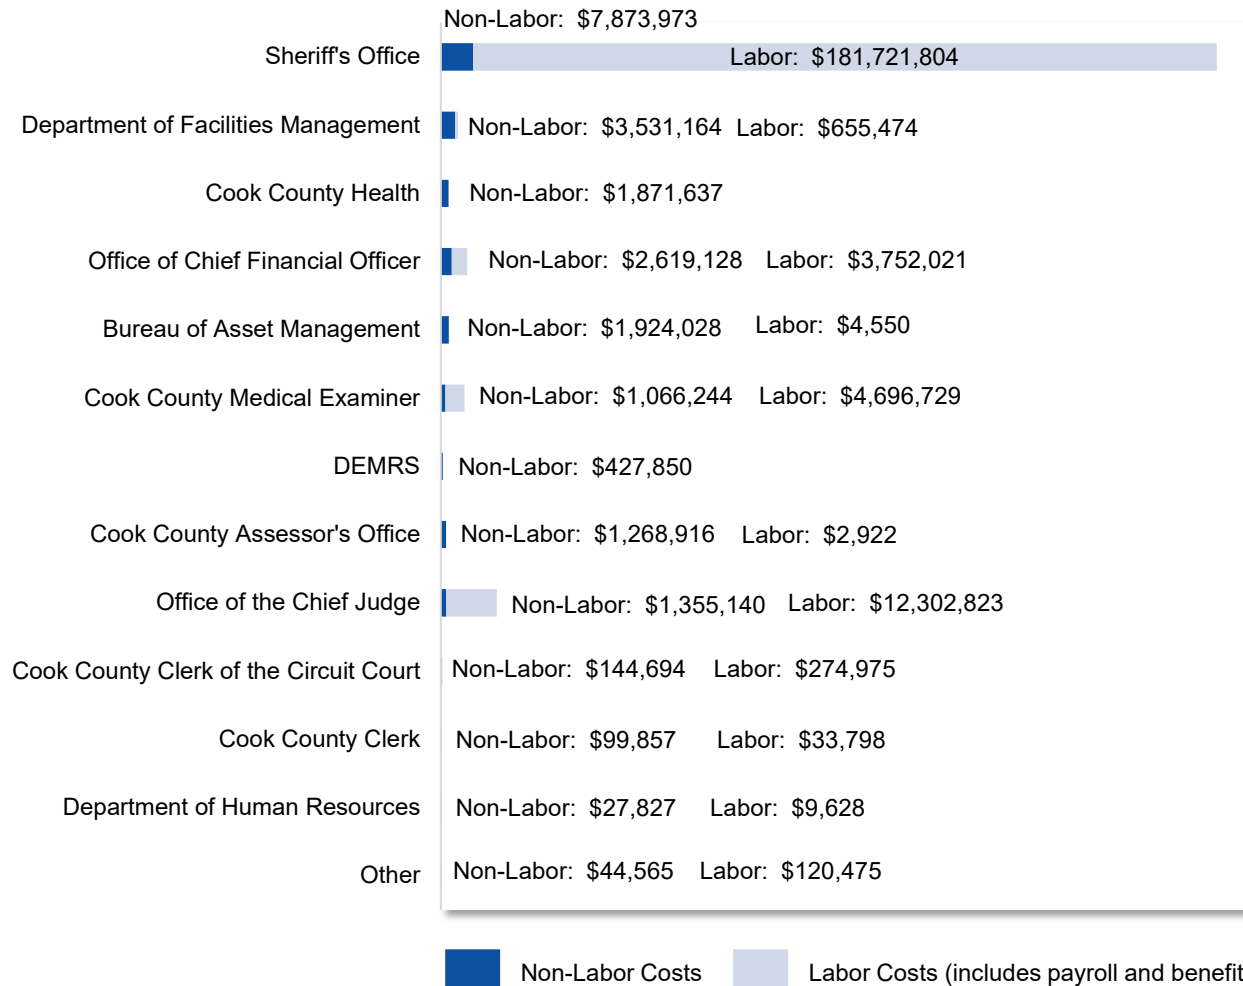 Non-Labor: $7,873,973
Sheriff's Office Labor: $181,721,804
Department of Facilities Management Non-Labor: $3,531,164 Labor: $655,474
Cook County Health Non-Labor: $1,871,637
Office of Chief Financial Officer Non-Labor: $2,619,128 Labor: $3,752,021
Bureau of Asset Management Non-Labor: $1,924,028 Labor: $4,550
Cook County Medical Examiner Non-Labor: $1,066,244 Labor: $4,696,729
DEMRS Non-Labor: $427,850
Cook County Assessor's Office Non-Labor: $1,268,916 Labor: $2,922
Office of the Chief Judge Non-Labor: $1,355,140 Labor: $12,302,823
Cook County Clerk of the Circuit Court Non-Labor: $144,694 Labor: $274,975
Cook County Clerk Non-Labor: $99,857 Labor: $33,798
Department of Human Resources Non-Labor: $27,827 Labor: $9,628
Other Non-Labor: $44,565 Labor: $120,475
Non-Labor Costs Labor Costs (includes payroll and benefit